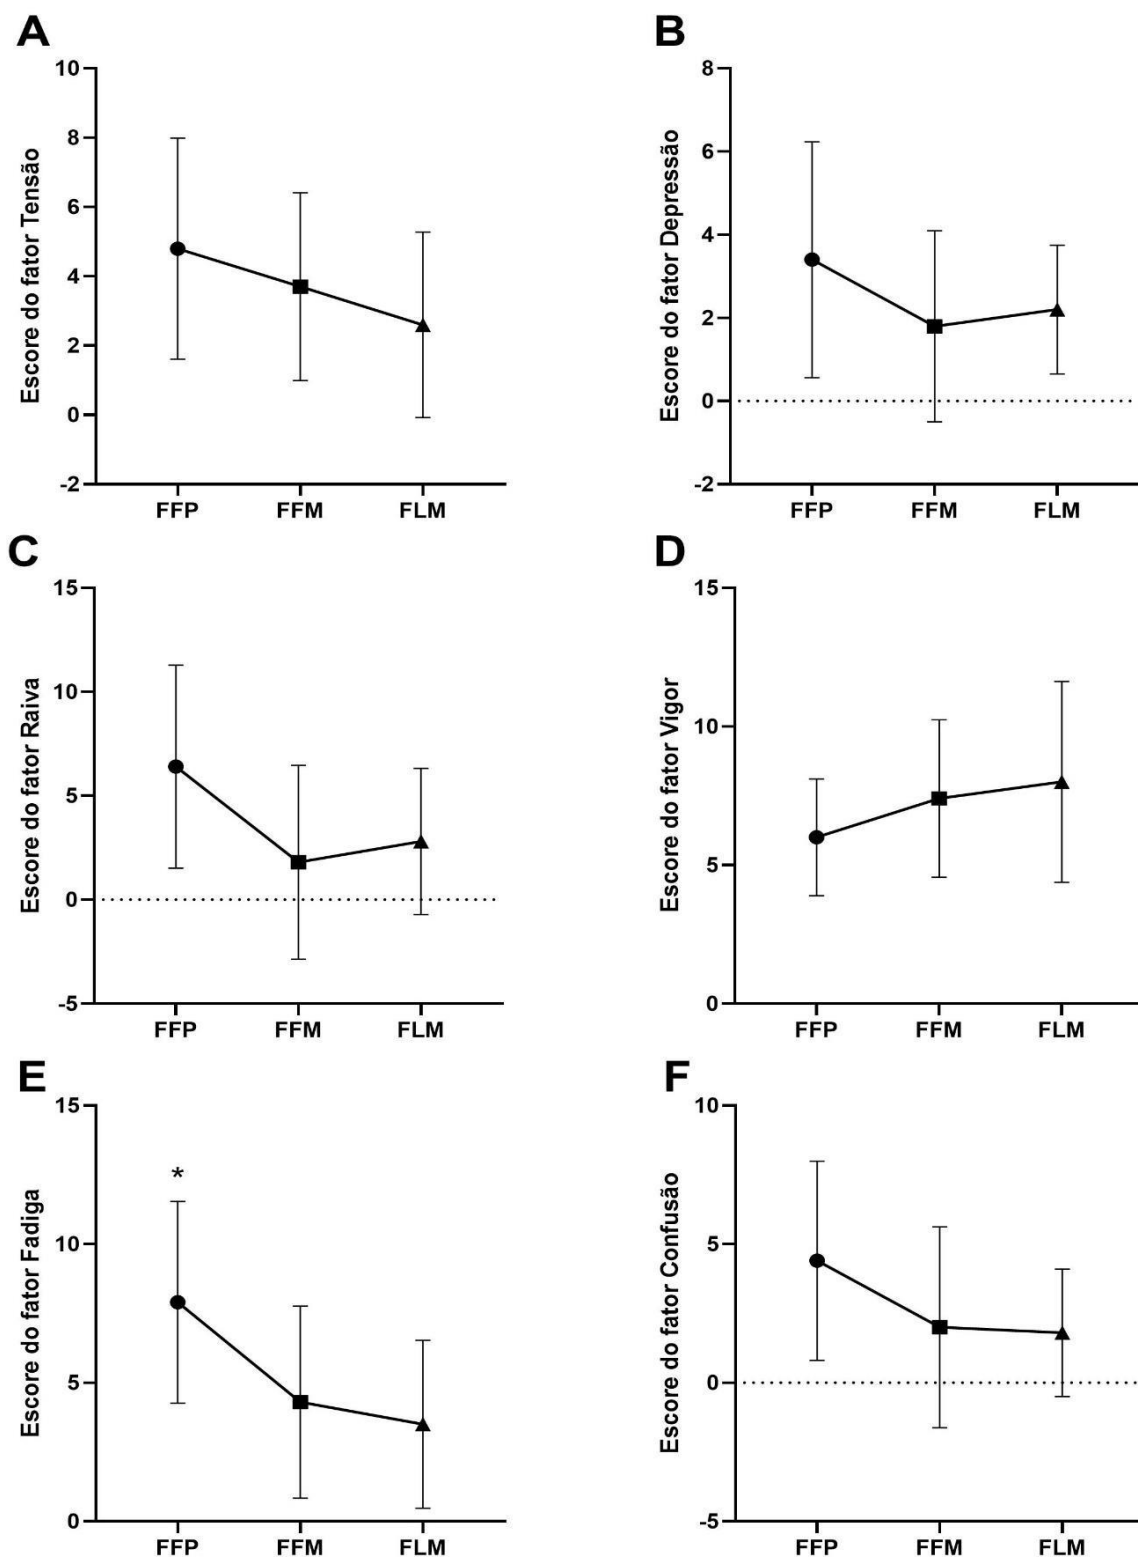 A
Escore do fator Tensão
10
8
6
4
2
0
-2
FFP FFM FLM
B
Escore do fator Depressão
8
6
4
2
0
-2
FFP FFM FLM
C
Escore do fator Raiva
15
10
5
0
-5
FFP FFM FLM
D
Escore do fator Vigor
15
10
5
0
FFP FFM FLM
E
Escore do fator Fadiga
15
10
5
0
*
FFP FFM FLM
F
Escore do fator Confusão
10
5
0
-5
FFP FFM FLM